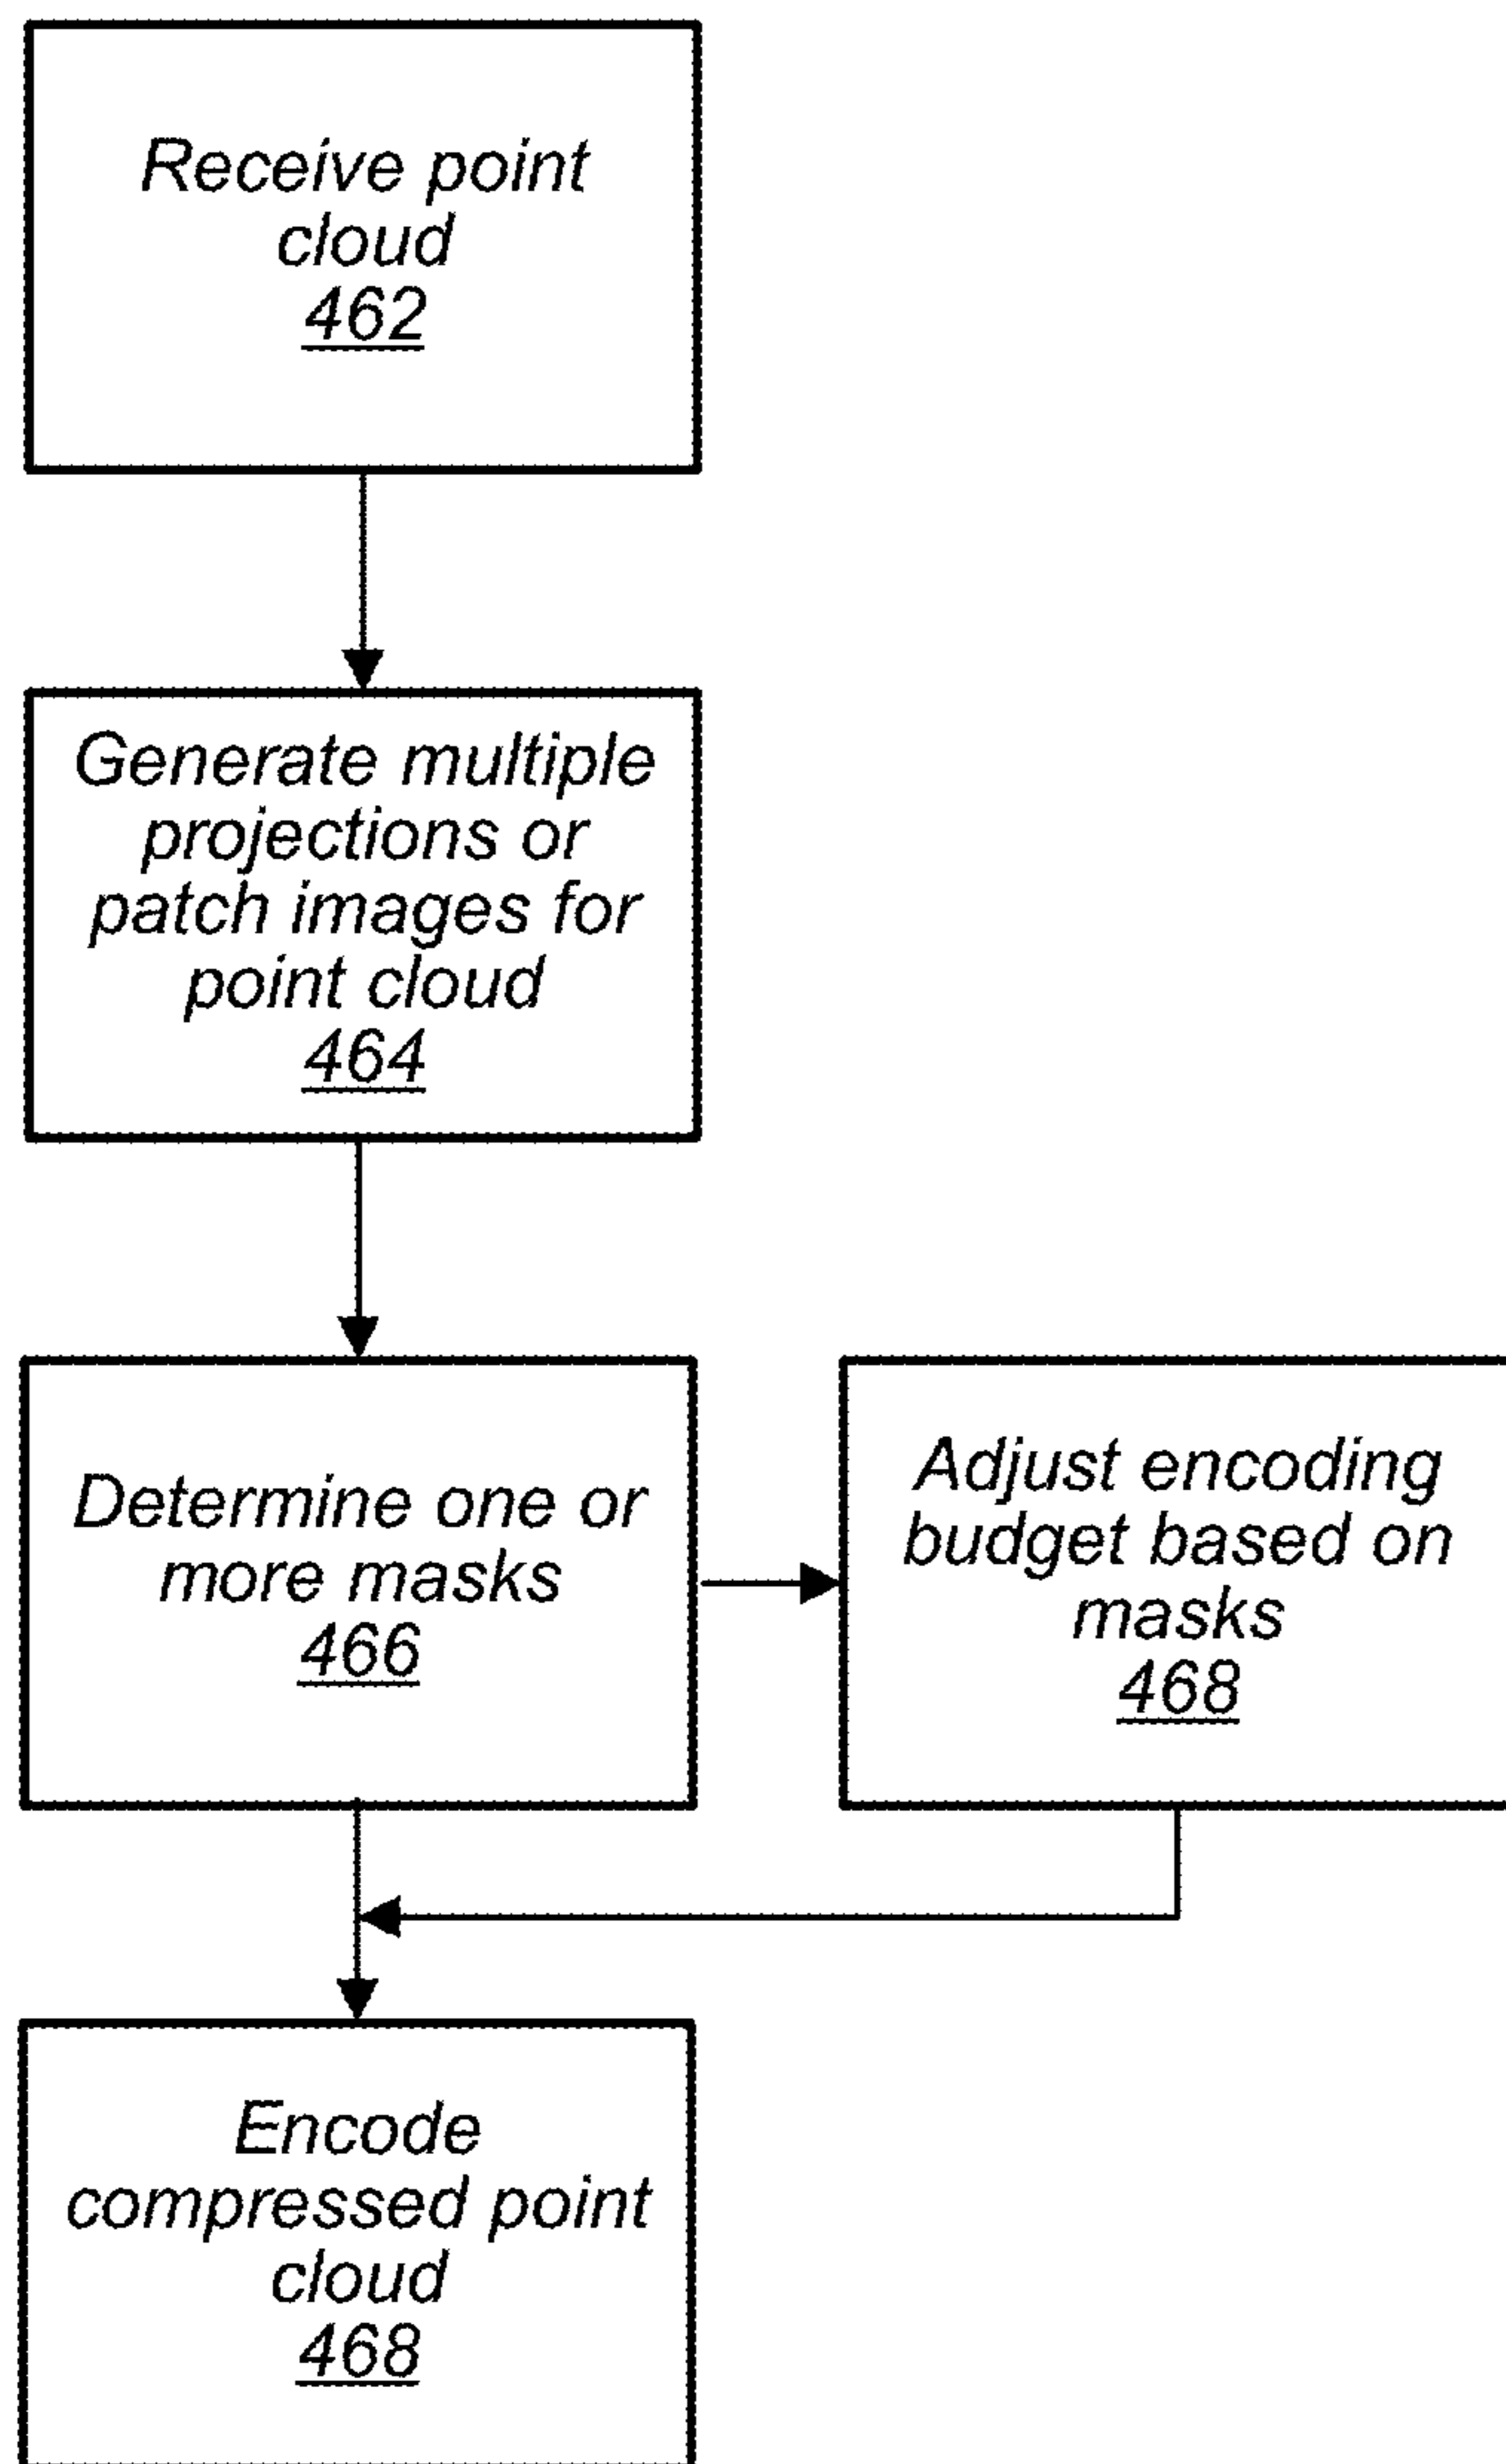 Receive point
cloud
462
Generate multiple
projections or
patch images for
point cloud
464
Determine one or
more masks
466
Adjust encoding
budget based on
masks
468
Encode
compressed point
cloud
468